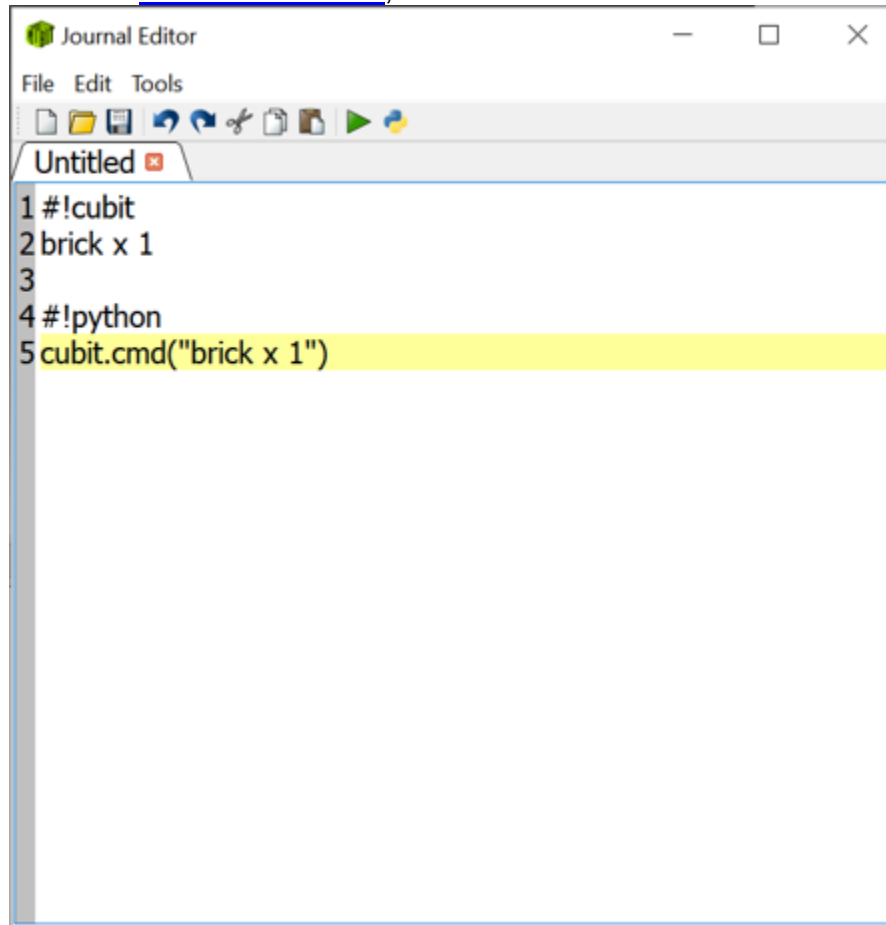 Journal Editor
File Edit Tools
Untitled
1 #!cubit
2 brick x 1
3
4 #!python
5 cubit.cmd("brick x 1")